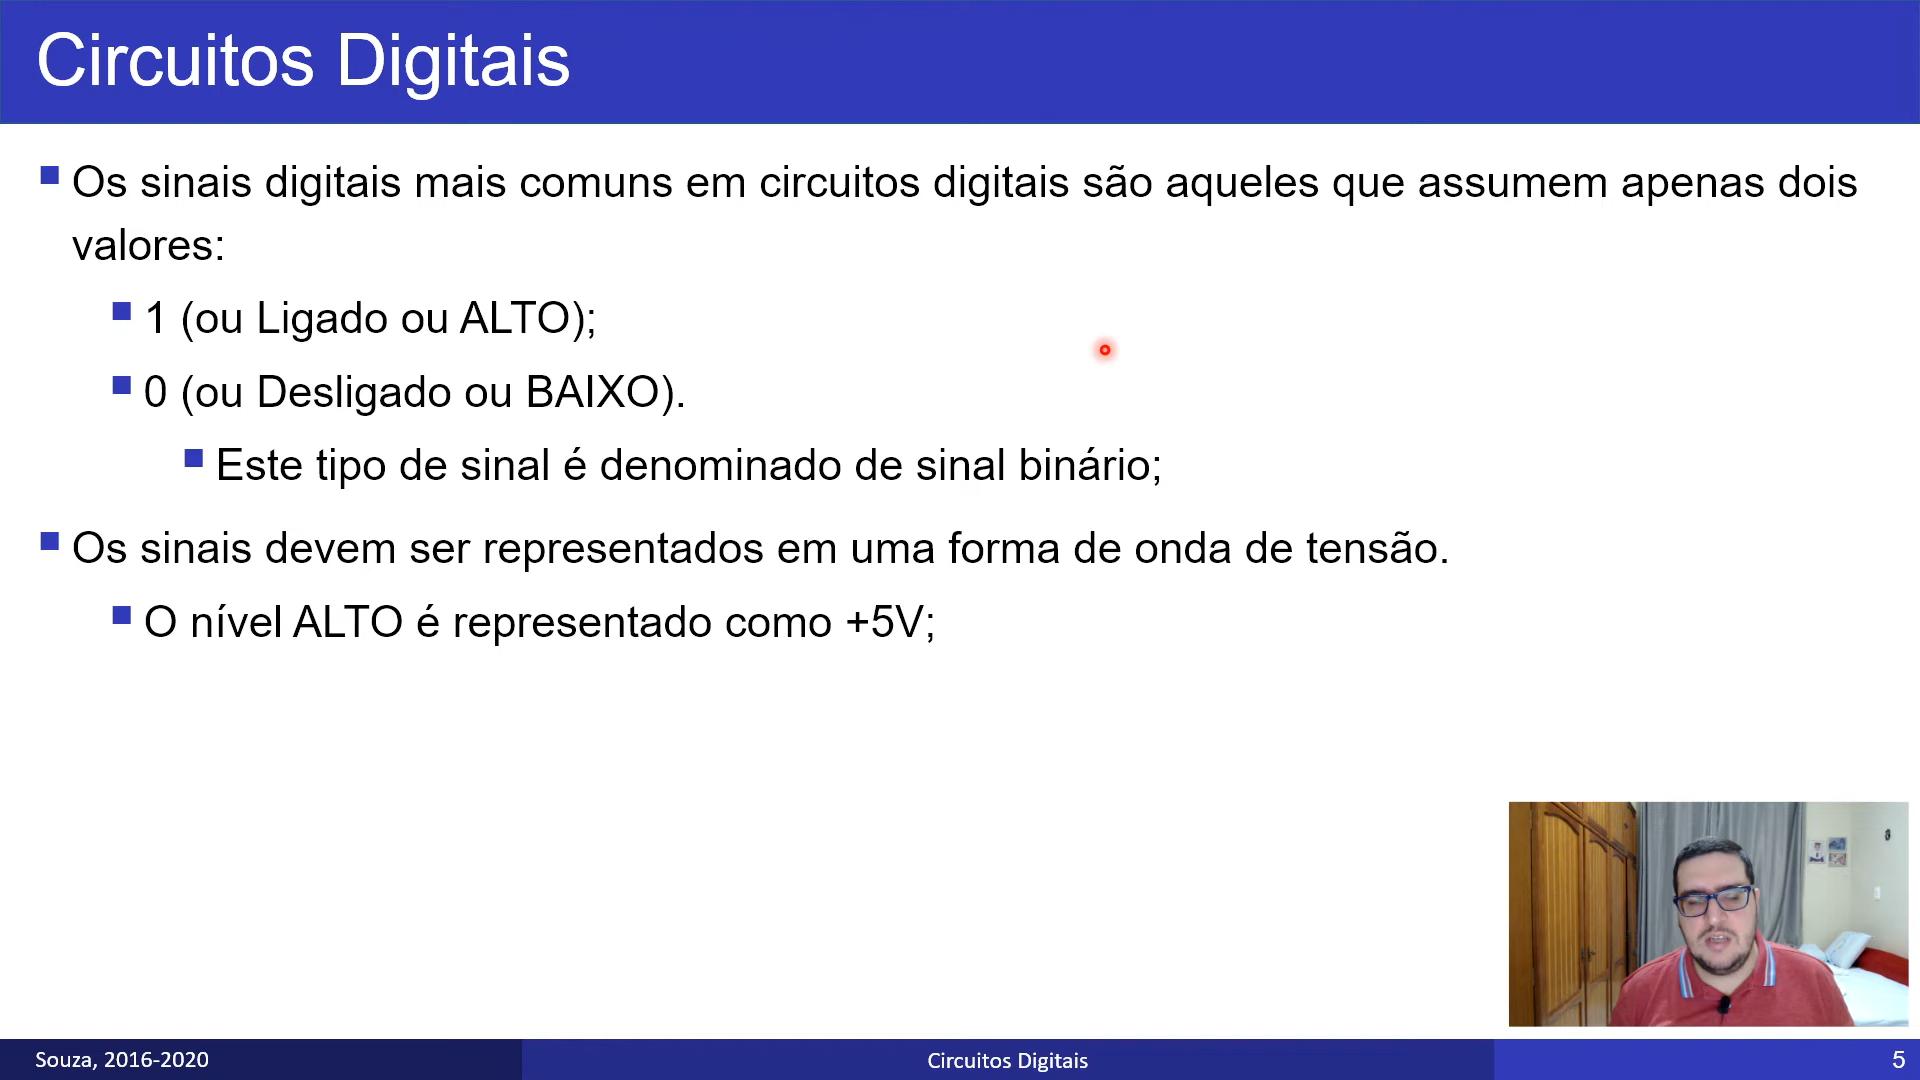 Circuitos Digitais
Os sinais digitais mais comuns em circuitos digitais são aqueles que assumem apenas dois
valores:
1 (ou Ligado ou ALTO);
0 (ou Desligado ou BAIXO).
Este tipo de sinal é denominado de sinal binário;
Os sinais devem ser representados em uma forma de onda de tensão.
O nível ALTO é representado como +5V;
Souza, 2016-2020
Circuitos Digitais
5